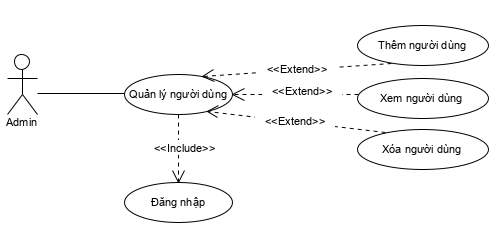 Thêm người dùng
<<Extend>>
Quản lý người dùng
<<Extend>>
Xem người dùng
Admin
<<Extend>>
<<Include>>
Xóa người dùng
Đăng nhập